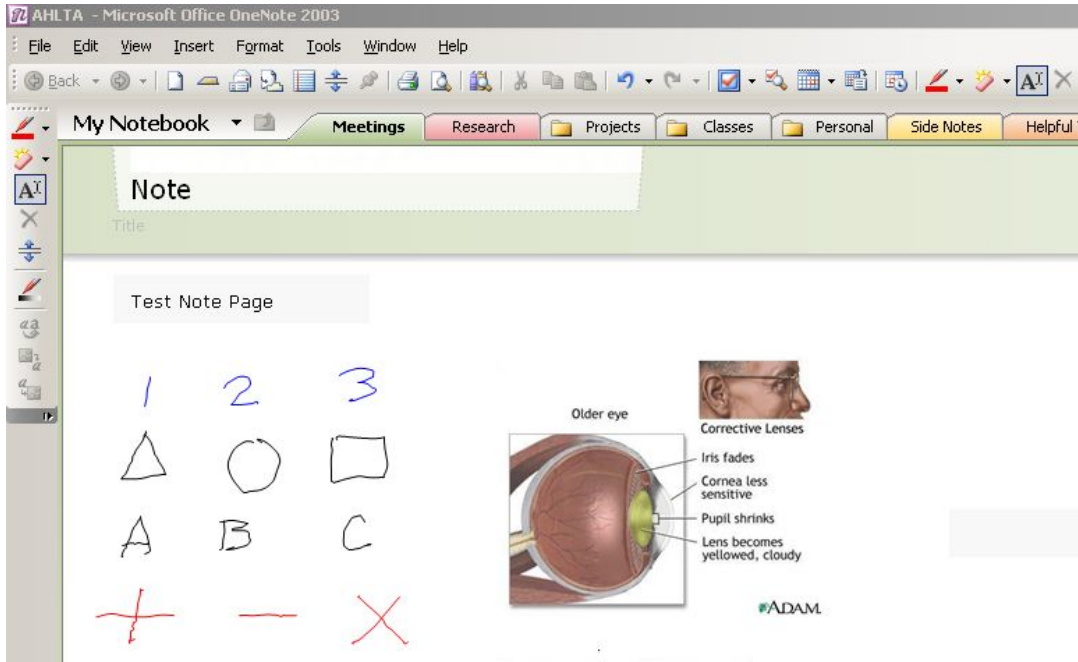 AHLTA - Microsoft Office OneNote 2003
File Edit View Insert Format Tools Window Help
Back
My Notebook Meetings Research Projects Classes Personal Side Notes Helpful
Note
Title
Test Note Page
1 2 3
A B C
+ — X
Older eye
Corrective Lenses
Iris fades
Cornea less
sensitive
Pupil shrinks
Lens becomes
yellowed, cloudy
ADAM.